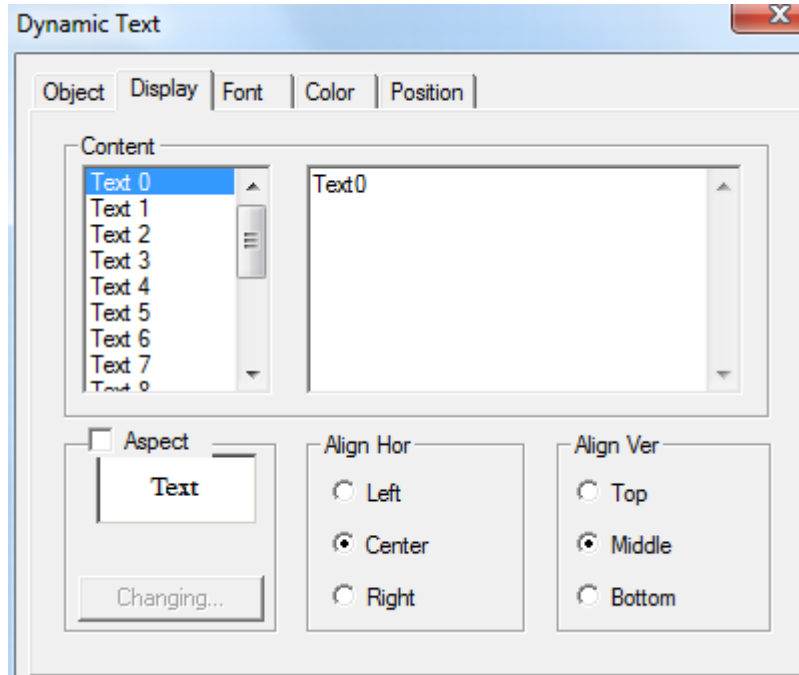 Dynamic Text
Object Display Font Color Position
Content
Text 0
Text 1
Text 2
Text 3
Text 4
Text 5
Text 6
Text 7
Text 8
Text0
Aspect
Text
Changing...
Align Hor
Left
Center
Right
Align Ver
Top
Middle
Bottom